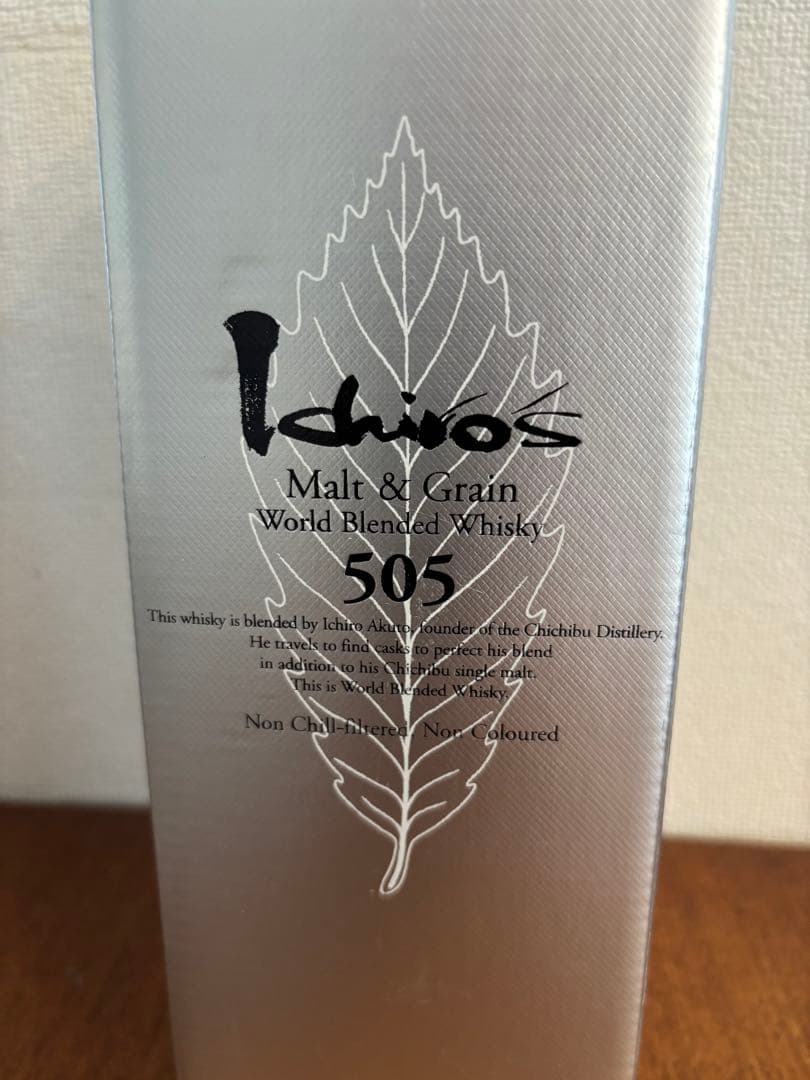 Ichiro's
Malt & Grain
World Blended Whisky
505
This whisky is blended by Ichiro Akuto, founder of the Chichibu Distillery.
He travels to find casks to perfect his blend
in addition to his Chichibu single malt.
This is World Blended Whisky.
Non Chill-filtered, Non Coloured